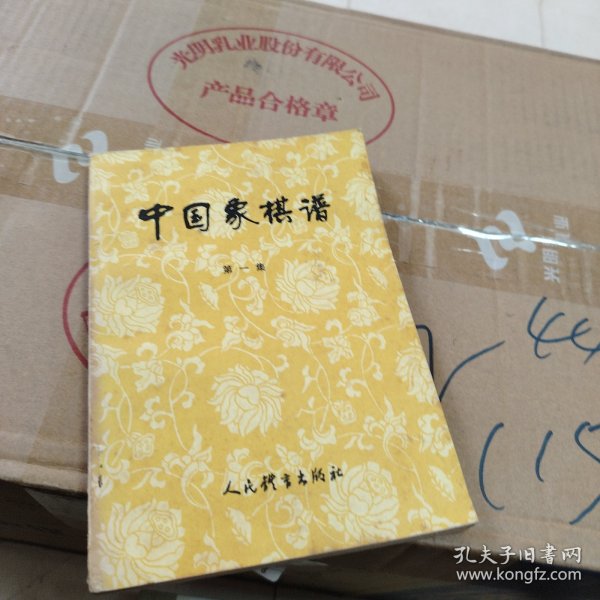 光明乳业股份有限公司
产品合格章
中国象棋谱
第一集
人民体育出版社
44
(15
孔夫子旧书网
www.kongfz.com